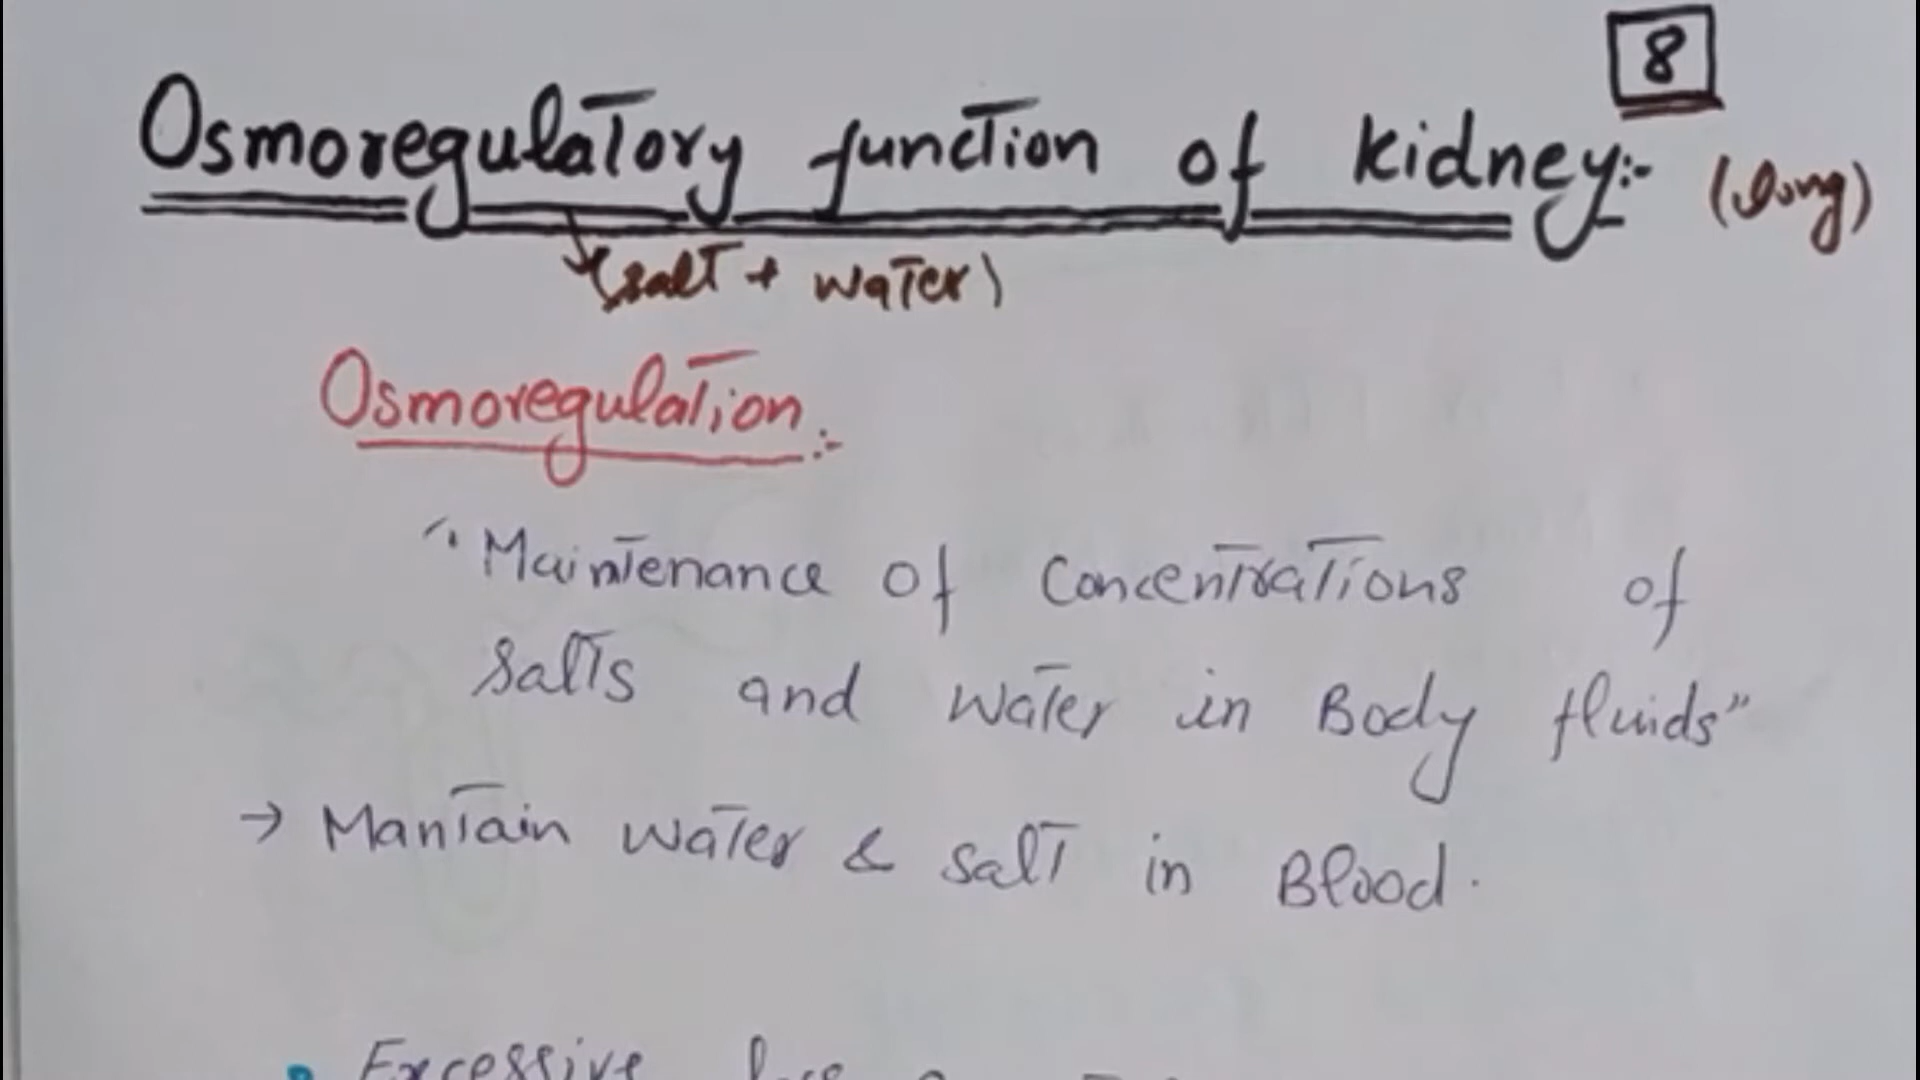 8
Osmoregulatory function of kidney:- (long)
(salt + water)
Osmoregulation:-
"Maintenance of Concentrations of
salts and water in Body fluids"
→ Mantain water & salt in Blood.
Excessive